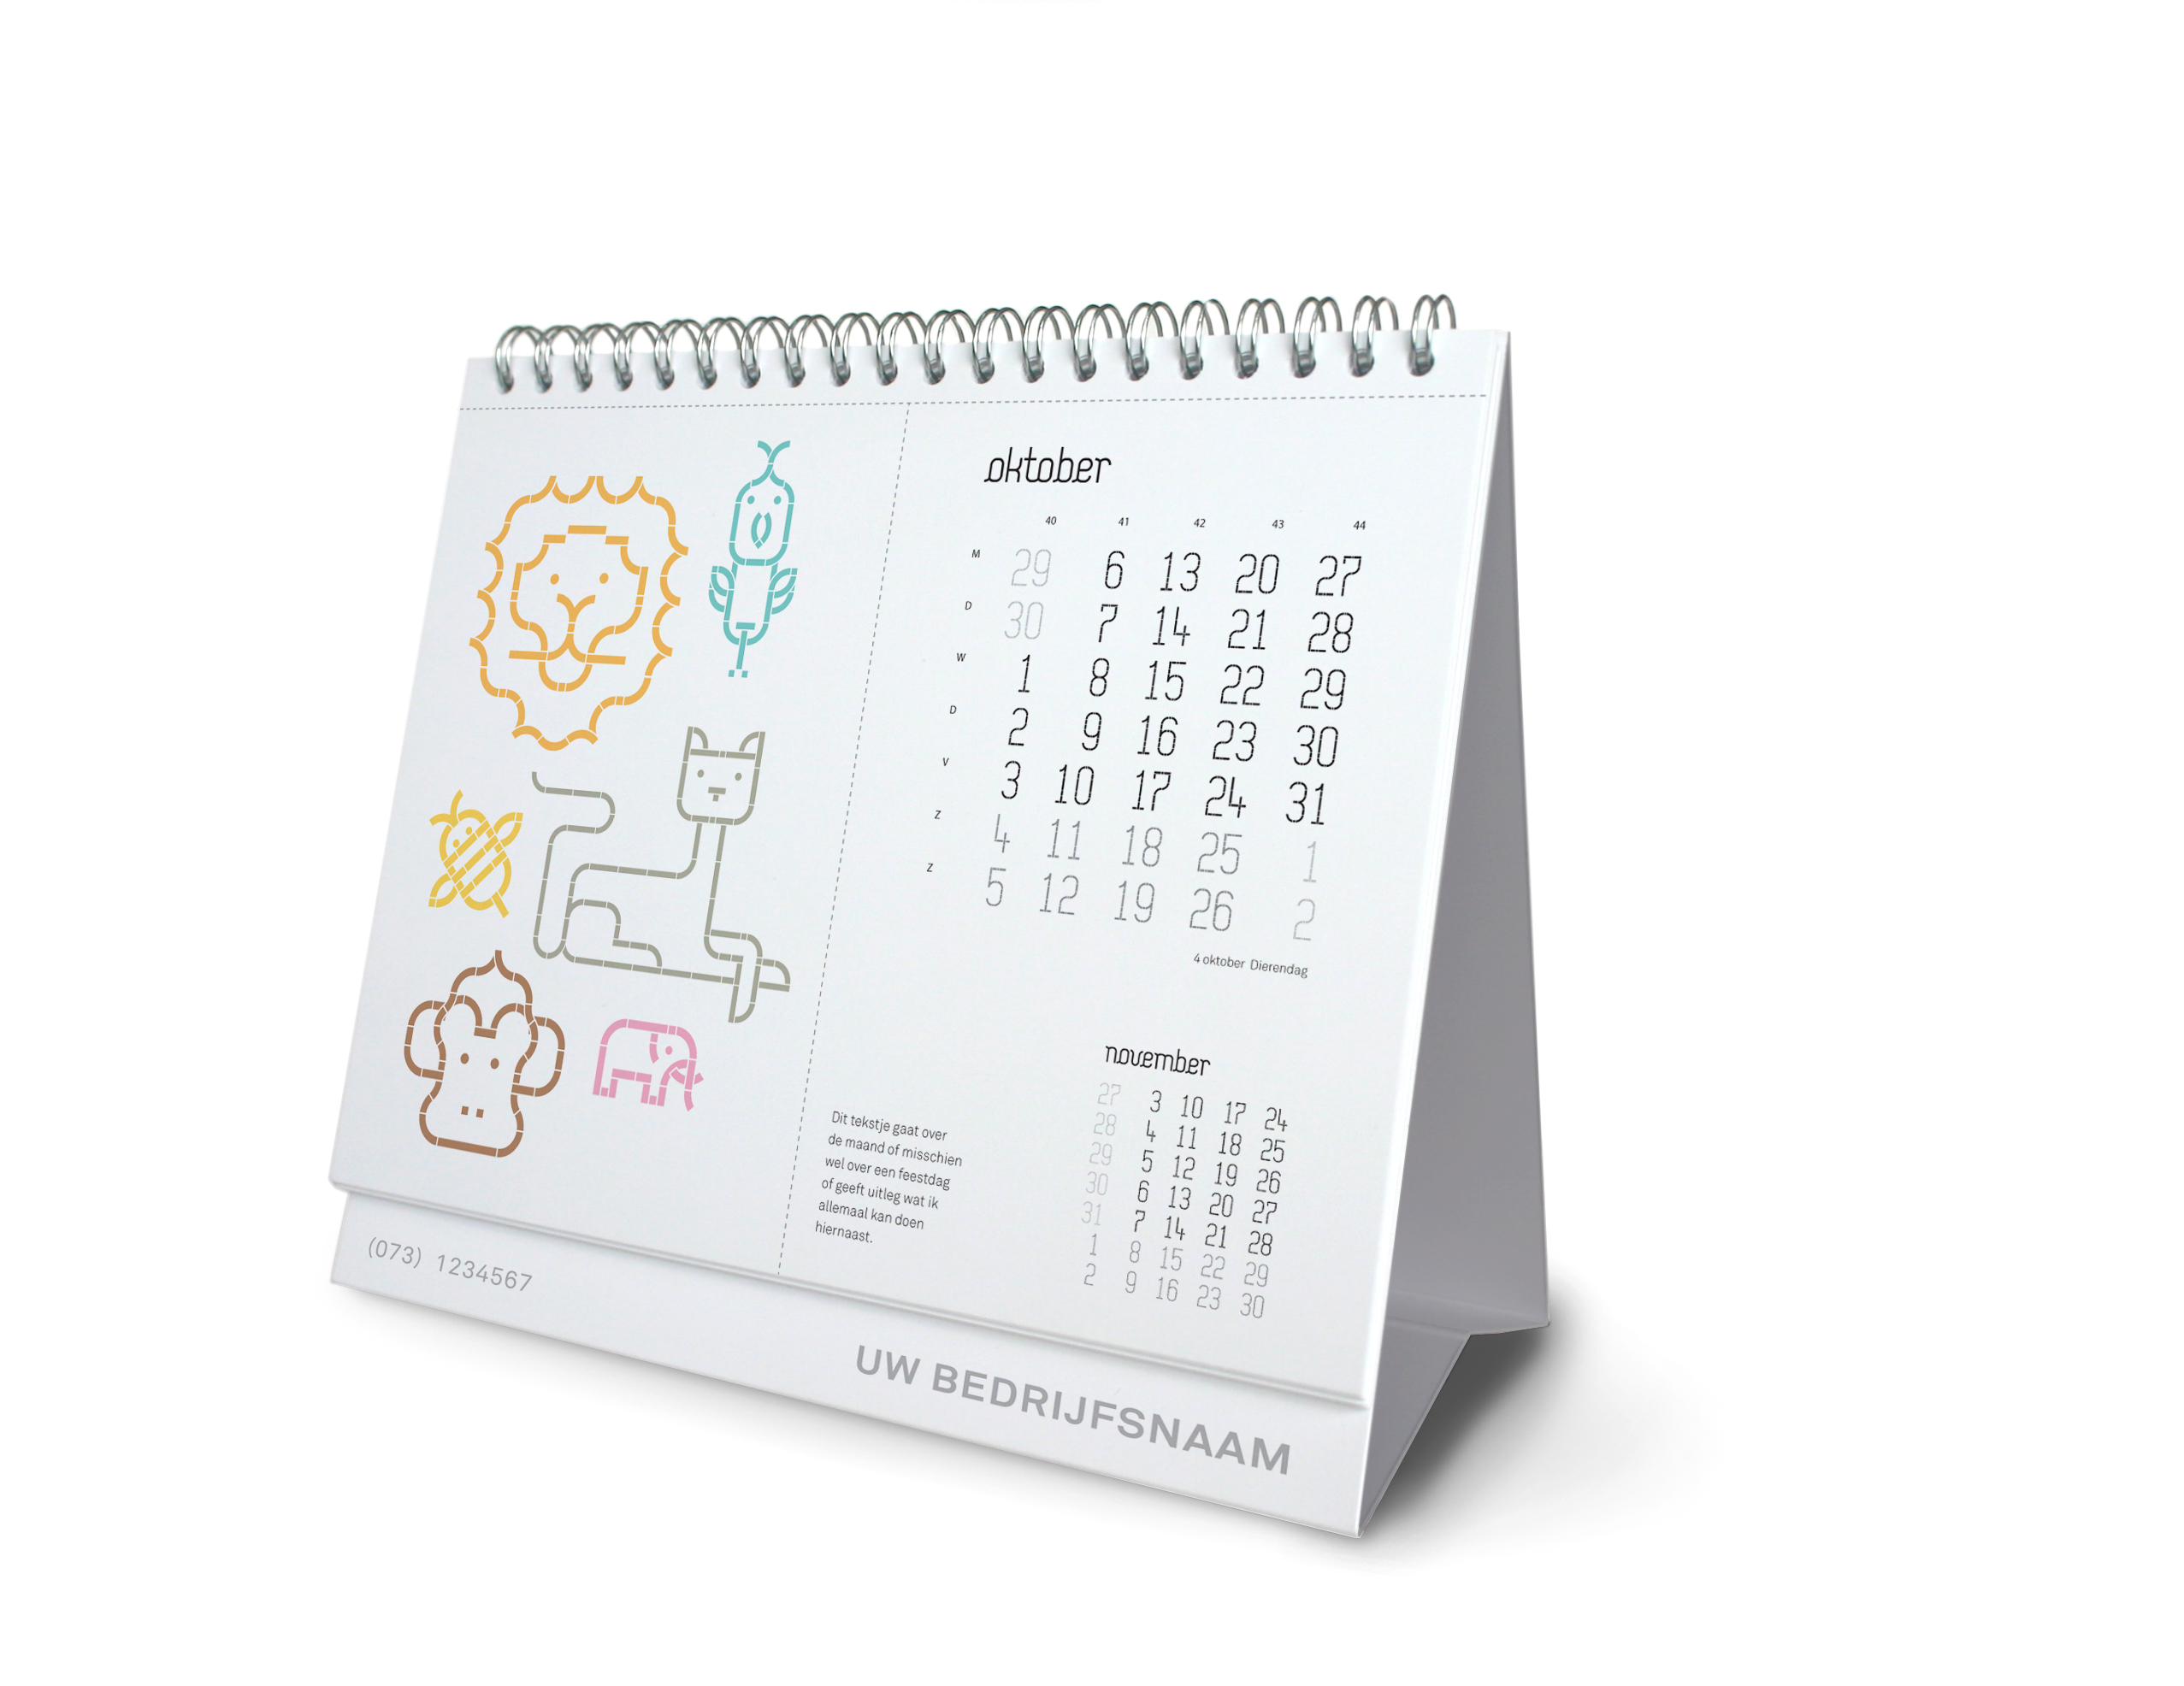 oktober
40 41 42 43 44
M 29 6 13 20 27
D 30 7 14 21 28
W 1 8 15 22 29
D 2 9 16 23 30
V 3 10 17 24 31
Z 4 11 18 25 1
Z 5 12 19 26 2
4 oktober Dierendag
november
27 3 10 17 24
28 4 11 18 25
29 5 12 19 26
30 6 13 20 27
31 7 14 21 28
1 8 15 22 29
2 9 16 23 30
Dit tekstje gaat over
de maand of misschien
wel over een feestdag
of geeft uitleg wat ik
allemaal kan doen
hiernaast.
(073) 1234567
UW BEDRIJFSNAAM